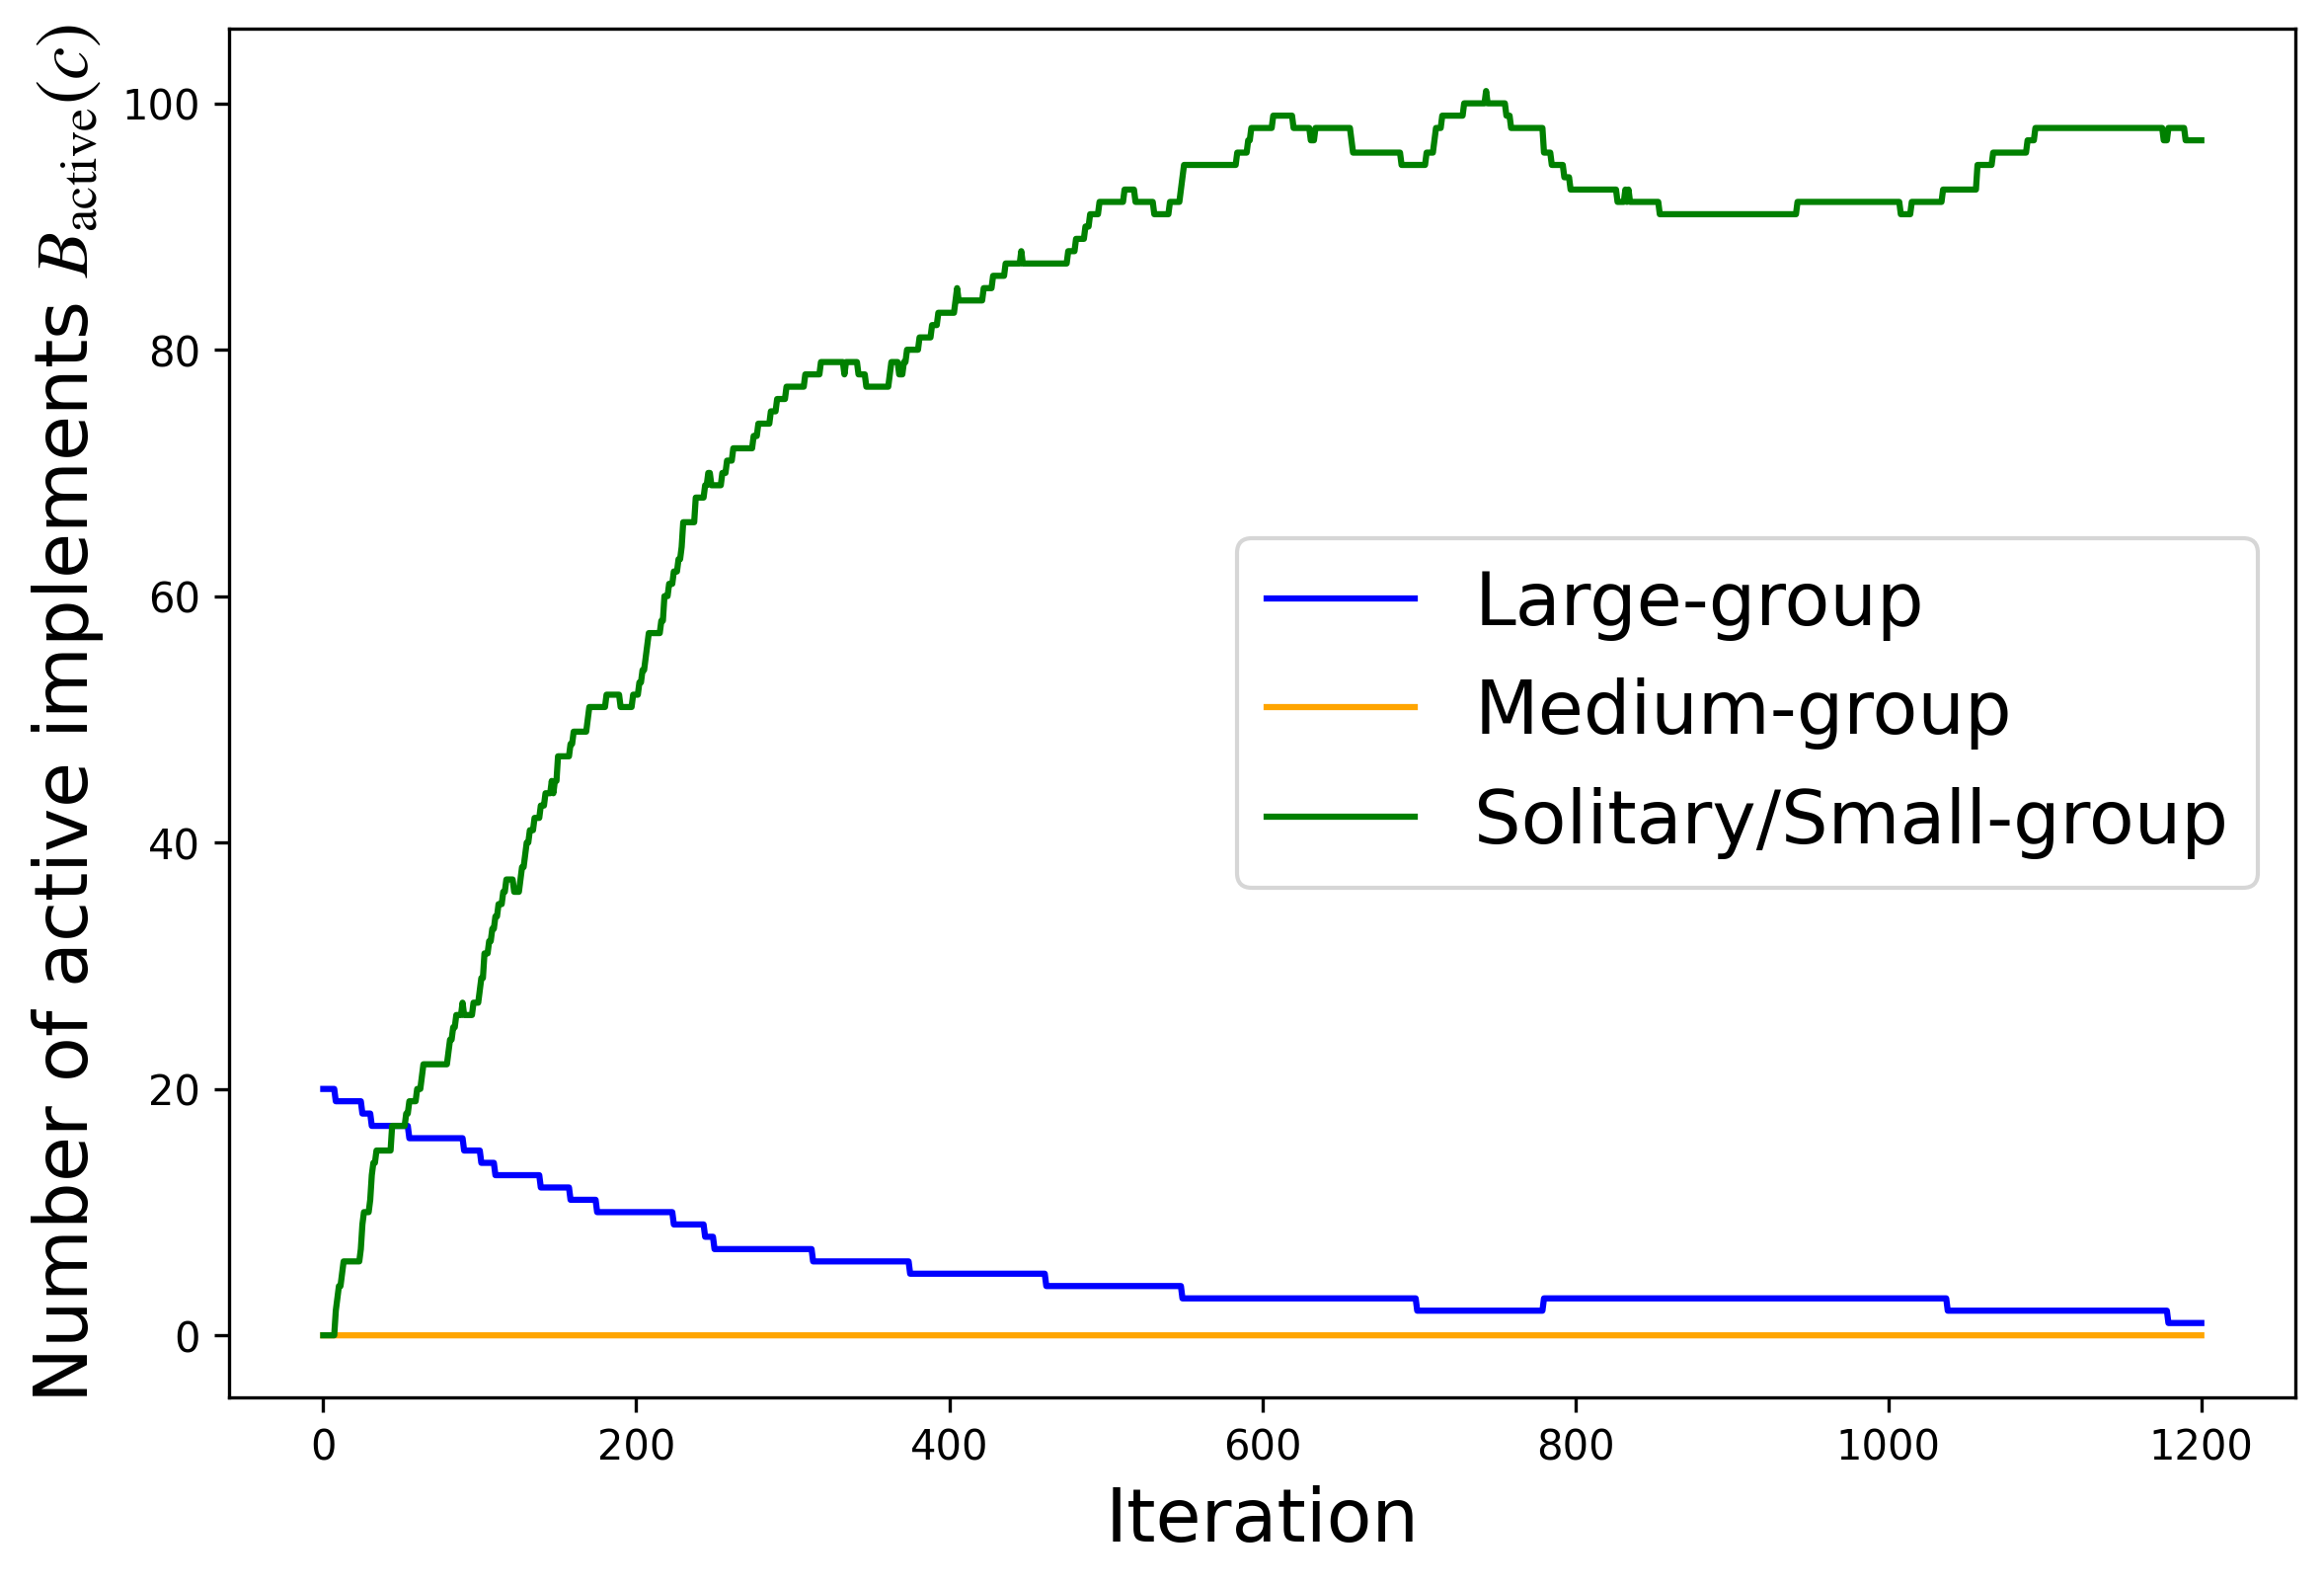 Number of active implements B_active(c)
100
80
60
40
20
0
Large-group
Medium-group
Solitary/Small-group
0 200 400 600 800 1000 1200
Iteration